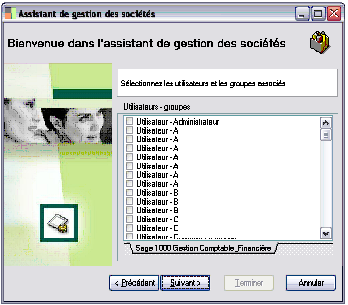 Assistant de gestion des sociétés
Bienvenue dans l'assistant de gestion des sociétés
Sélectionnez les utilisateurs et les groupes associés
Utilisateurs - groupes
Utilisateur - Administrateur
Utilisateur - A
Utilisateur - A
Utilisateur - A
Utilisateur - A
Utilisateur - A
Utilisateur - A
Utilisateur - A
Utilisateur - B
Utilisateur - B
Utilisateur - B
Utilisateur - C
Utilisateur - C
Sage 1000 Gestion Comptable_Financière
< Précédent
Suivant >
Terminer
Annuler